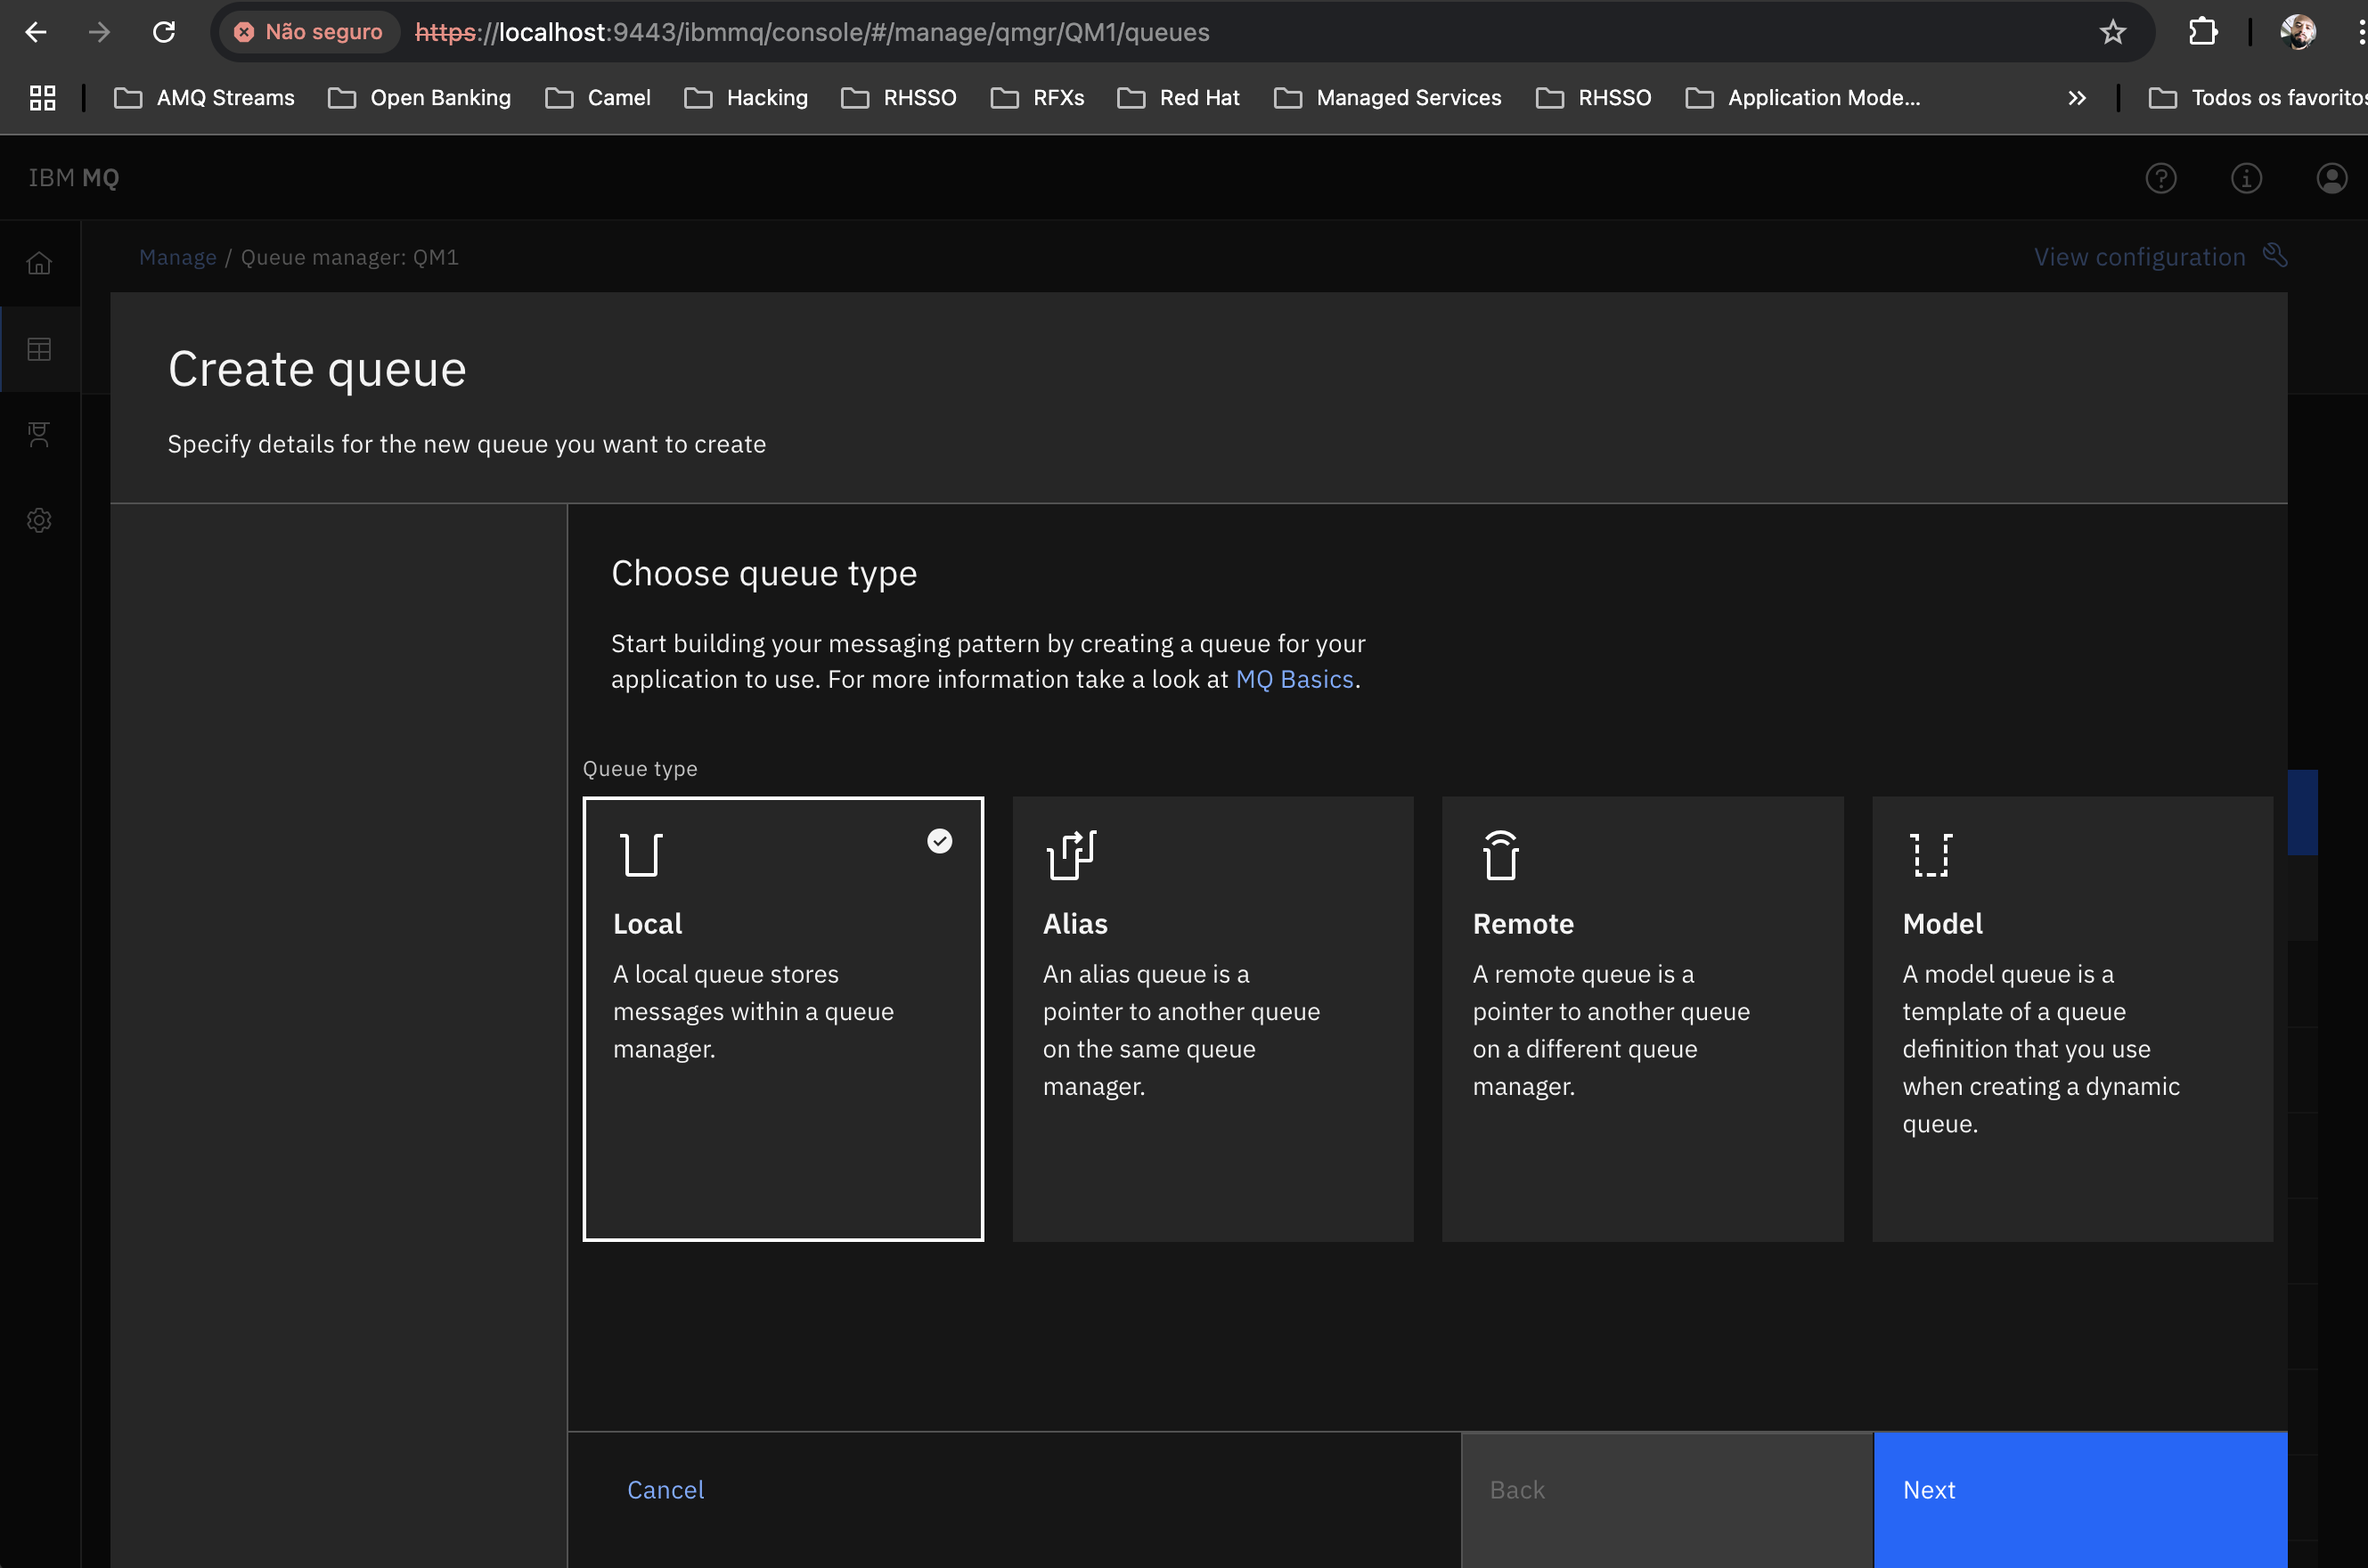 Não seguro
https://localhost:9443/ibmmq/console/#/manage/qmgr/QM1/queues
AMQ Streams
Open Banking
Camel
Hacking
RHSSO
RFXs
Red Hat
Managed Services
RHSSO
Application Mode...
Todos os favoritos
IBM MQ
Manage / Queue manager: QM1
View configuration
Create queue
Specify details for the new queue you want to create
Choose queue type
Start building your messaging pattern by creating a queue for your
application to use. For more information take a look at MQ Basics.
Queue type
Local
A local queue stores
messages within a queue
manager.
Alias
An alias queue is a
pointer to another queue
on the same queue
manager.
Remote
A remote queue is a
pointer to another queue
on a different queue
manager.
Model
A model queue is a
template of a queue
definition that you use
when creating a dynamic
queue.
Cancel
Back
Next